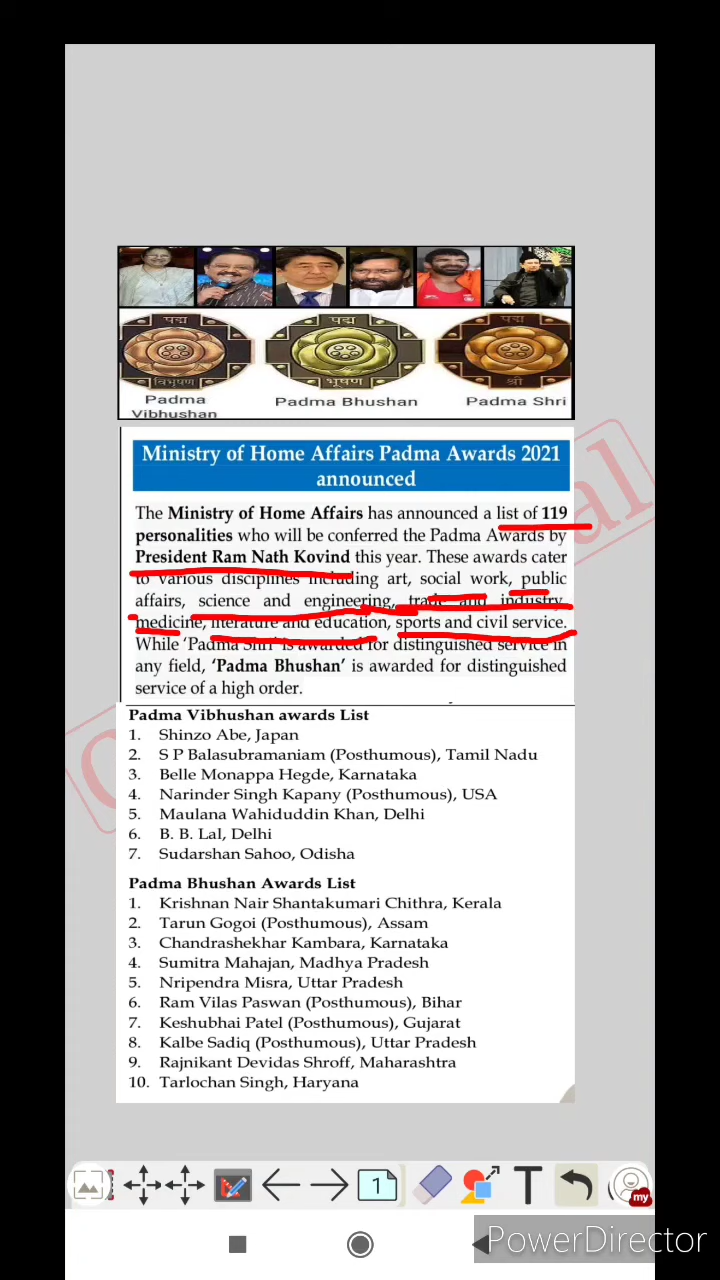 पद्म पद्म पद्म
विभूषण भूषण श्री
Padma Vibhushan Padma Bhushan Padma Shri
Ministry of Home Affairs Padma Awards 2021
announced
The Ministry of Home Affairs has announced a list of 119
personalities who will be conferred the Padma Awards by
President Ram Nath Kovind this year. These awards cater
to various disciplines including art, social work, public
affairs, science and engineering, trade and industry,
medicine, literature and education, sports and civil service.
While ‘Padma Shri’ is awarded for distinguished service in
any field, ‘Padma Bhushan’ is awarded for distinguished
service of a high order.
Padma Vibhushan awards List
1. Shinzo Abe, Japan
2. S P Balasubramaniam (Posthumous), Tamil Nadu
3. Belle Monappa Hegde, Karnataka
4. Narinder Singh Kapany (Posthumous), USA
5. Maulana Wahiduddin Khan, Delhi
6. B. B. Lal, Delhi
7. Sudarshan Sahoo, Odisha
Padma Bhushan Awards List
1. Krishnan Nair Shantakumari Chithra, Kerala
2. Tarun Gogoi (Posthumous), Assam
3. Chandrashekhar Kambara, Karnataka
4. Sumitra Mahajan, Madhya Pradesh
5. Nripendra Misra, Uttar Pradesh
6. Ram Vilas Paswan (Posthumous), Bihar
7. Keshubhai Patel (Posthumous), Gujarat
8. Kalbe Sadiq (Posthumous), Uttar Pradesh
9. Rajnikant Devidas Shroff, Maharashtra
10. Tarlochan Singh, Haryana
1 T my
PowerDirector